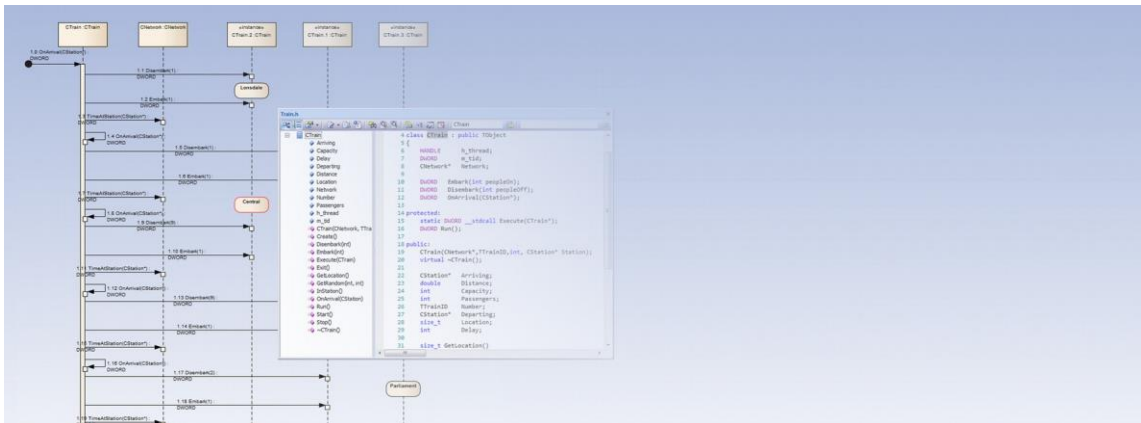 CTrain :CTrain
CNetwork :CNetwork
«instance»
CTrain.2 :CTrain
«instance»
CTrain.1 :CTrain
«instance»
CTrain.3 :CTrain
1.0 OnArrival(CStation*) :
DWORD
1.1 Disembark(1) :
DWORD
Lonsdale
1.2 Embark(1) :
DWORD
1.3 TimeAtStation(CStation*) :
DWORD
1.4 OnArrival(CStation*) :
DWORD
1.5 Disembark(1) :
DWORD
1.6 Embark(1) :
DWORD
1.7 TimeAtStation(CStation*) :
DWORD
Central
1.8 OnArrival(CStation*) :
DWORD
1.9 Disembark(9) :
DWORD
1.10 Embark(1) :
DWORD
1.11 TimeAtStation(CStation*) :
DWORD
1.12 OnArrival(CStation*) :
DWORD
1.13 Disembark(9) :
DWORD
1.14 Embark(1) :
DWORD
1.15 TimeAtStation(CStation*) :
DWORD
1.16 OnArrival(CStation*) :
DWORD
1.17 Disembark(2) :
DWORD
Parliament
1.18 Embark(1) :
DWORD
1.19 TimeAtStation(CStation*) :
DWORD
Train.h
CTrain
CTrain
Arriving
Capacity
Delay
Departing
Distance
Location
Network
Number
Passengers
h_thread
m_tid
CTrain(CNetwork, TTra
Create()
Disembark(int)
Embark(int)
Execute(CTrain)
Exit()
GetLocation()
GetRandom(int, int)
InStation()
OnArrival(CStation)
Run()
Start()
Stop()
~CTrain()
4 class CTrain : public TObject
5 {
6 HANDLE h_thread;
7 DWORD m_tid;
8 CNetwork* Network;
9
10 DWORD Embark(int peopleOn);
11 DWORD Disembark(int peopleOff);
12 DWORD OnArrival(CStation*);
13
14 protected:
15 static DWORD __stdcall Execute(CTrain*);
16 DWORD Run();
17
18 public:
19 CTrain(CNetwork*,TTrainID,int, CStation* Station);
20 virtual ~CTrain();
21
22 CStation* Arriving;
23 double Distance;
24 int Capacity;
25 int Passengers;
26 TTrainID Number;
27 CStation* Departing;
28 size_t Location;
29 int Delay;
30
31 size_t GetLocation()